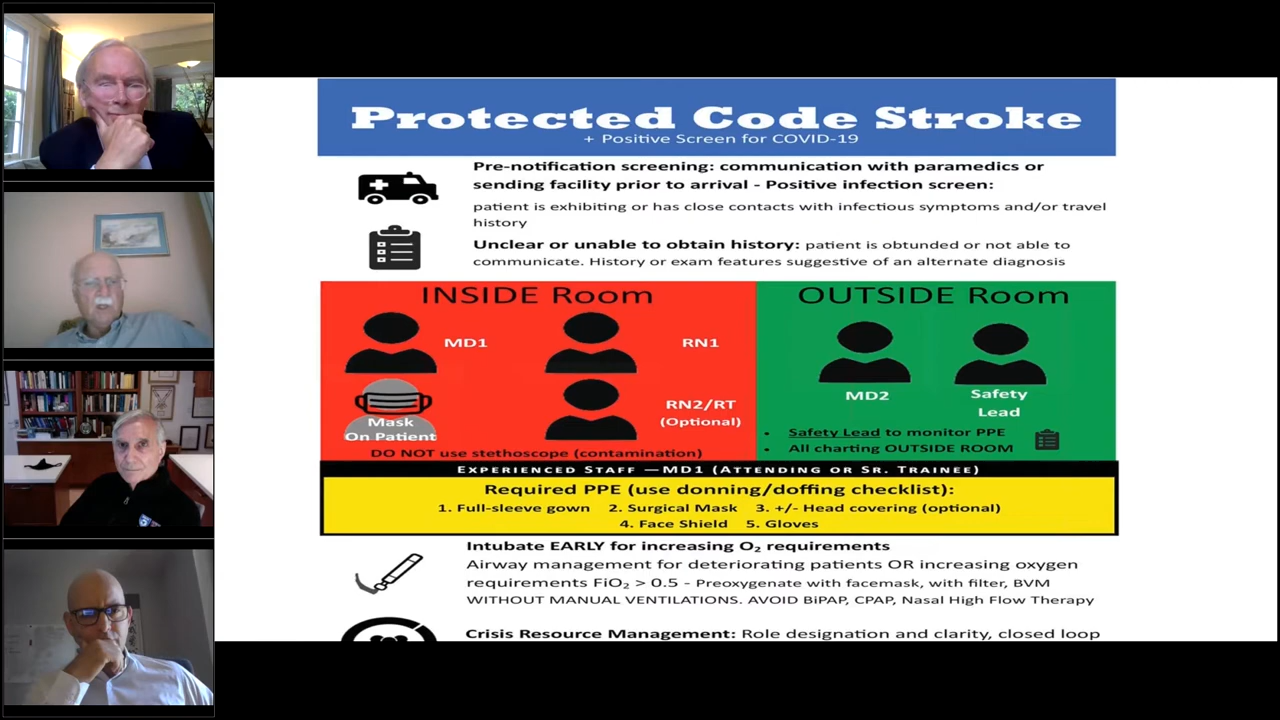 Protected Code Stroke
+ Positive Screen for COVID-19
Pre-notification screening: communication with paramedics or
sending facility prior to arrival - Positive infection screen:
patient is exhibiting or has close contacts with infectious symptoms and/or travel
history
Unclear or unable to obtain history: patient is obtunded or not able to
communicate. History or exam features suggestive of an alternate diagnosis
INSIDE Room
MD1
RN1
Mask
On Patient
RN2/RT
(Optional)
DO NOT use stethoscope (contamination)
OUTSIDE Room
MD2
Safety
Lead
• Safety Lead to monitor PPE
• All charting OUTSIDE ROOM
EXPERIENCED STAFF —MD1 (ATTENDING OR SR. TRAINEE)
Required PPE (use donning/doffing checklist):
1. Full-sleeve gown 2. Surgical Mask 3. +/- Head covering (optional)
4. Face Shield 5. Gloves
Intubate EARLY for increasing O₂ requirements
Airway management for deteriorating patients OR increasing oxygen
requirements FiO₂ > 0.5 - Preoxygenate with facemask, with filter, BVM
WITHOUT MANUAL VENTILATIONS. AVOID BiPAP, CPAP, Nasal High Flow Therapy
Crisis Resource Management: Role designation and clarity, closed loop